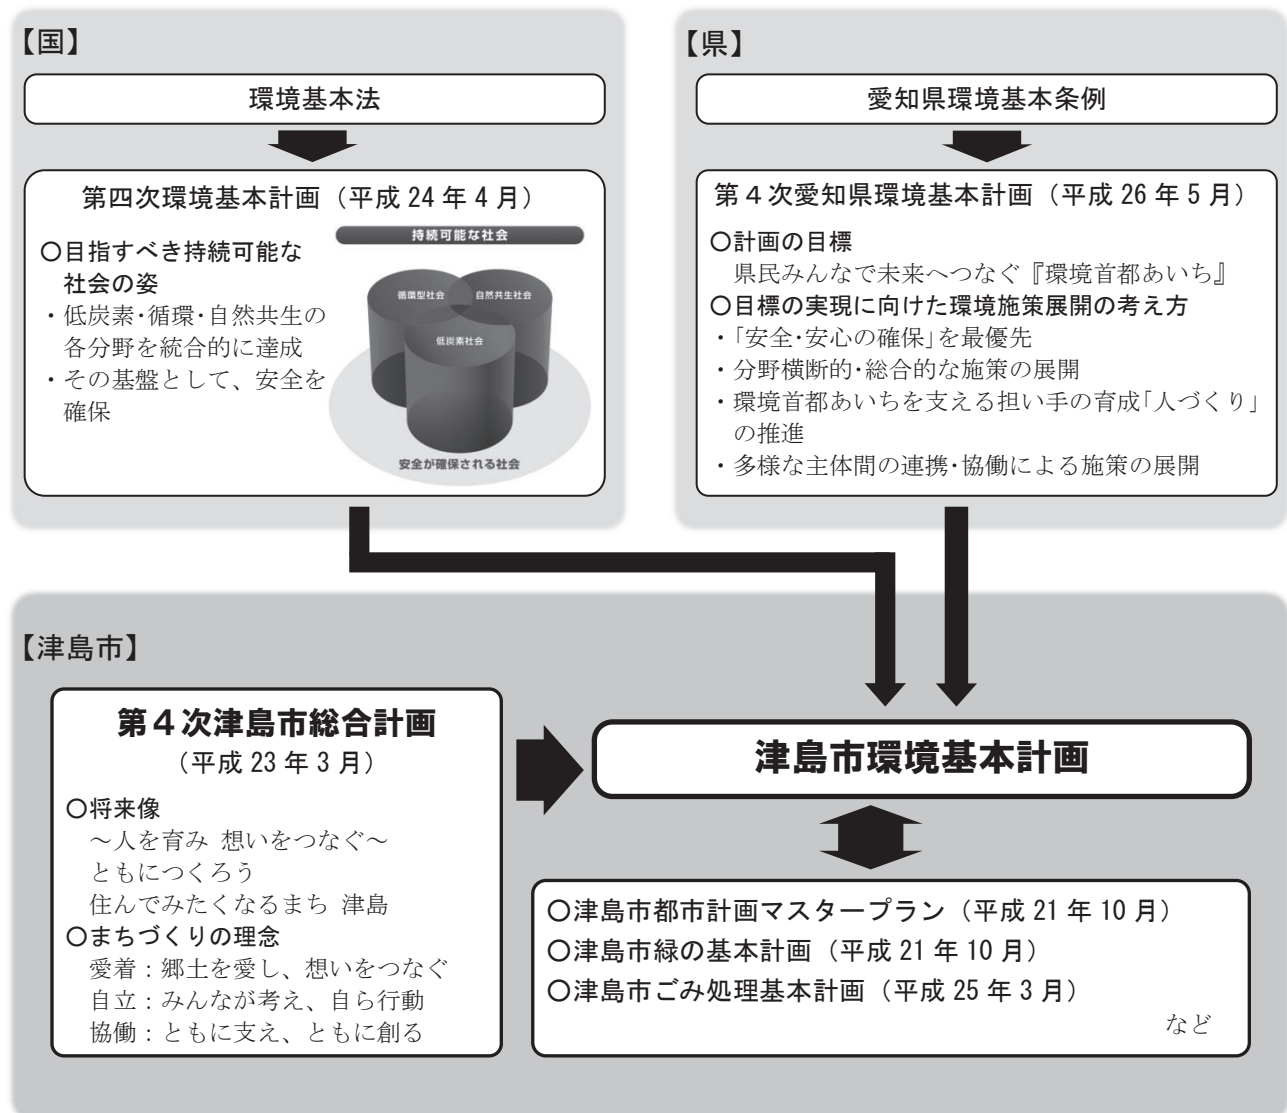 【国】
環境基本法
第四次環境基本計画（平成 24 年 4 月）
○目指すべき持続可能な
社会の姿
・低炭素・循環・自然共生の
各分野を統合的に達成
・その基盤として、安全を
確保
持続可能な社会
循環型社会
自然共生社会
低炭素社会
安全が確保される社会
【県】
愛知県環境基本条例
第４次愛知県環境基本計画（平成 26 年 5 月）
○計画の目標
県民みんなで未来へつなぐ『環境首都あいち』
○目標の実現に向けた環境施策展開の考え方
・「安全・安心の確保」を最優先
・分野横断的・総合的な施策の展開
・環境首都あいちを支える担い手の育成「人づくり」
の推進
・多様な主体間の連携・協働による施策の展開
【津島市】
第４次津島市総合計画
（平成 23 年 3 月）
○将来像
～人を育み 想いをつなぐ～
ともにつくろう
住んでみたくなるまち 津島
○まちづくりの理念
愛着：郷土を愛し、想いをつなぐ
自立：みんなが考え、自ら行動
協働：ともに支え、ともに創る
津島市環境基本計画
○津島市都市計画マスタープラン（平成 21 年 10 月）
○津島市緑の基本計画（平成 21 年 10 月）
○津島市ごみ処理基本計画（平成 25 年 3 月）
など